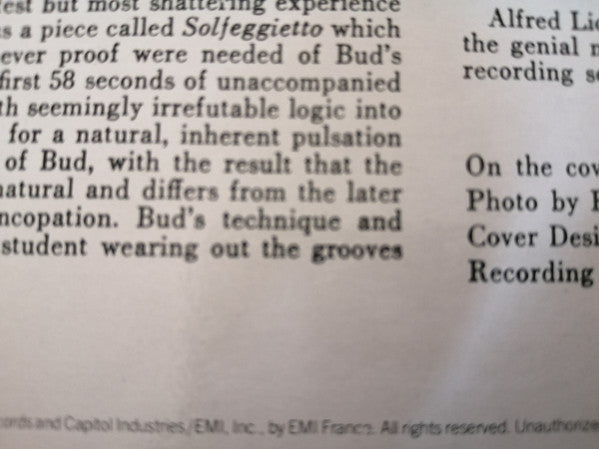 but most shattering experience
s a piece called Solfeggietto which
ever proof were needed of Bud's
first 58 seconds of unaccompanied
th seemingly irrefutable logic into
for a natural, inherent pulsation
of Bud, with the result that the
natural and differs from the later
ncopation. Bud's technique and
student wearing out the grooves
Alfred
the genial
recording
On the cov
Photo by
Cover Desi
Recording
ords and Capitol Industries/EMI, Inc., by EMI France. All rights reserved. Unauthorize